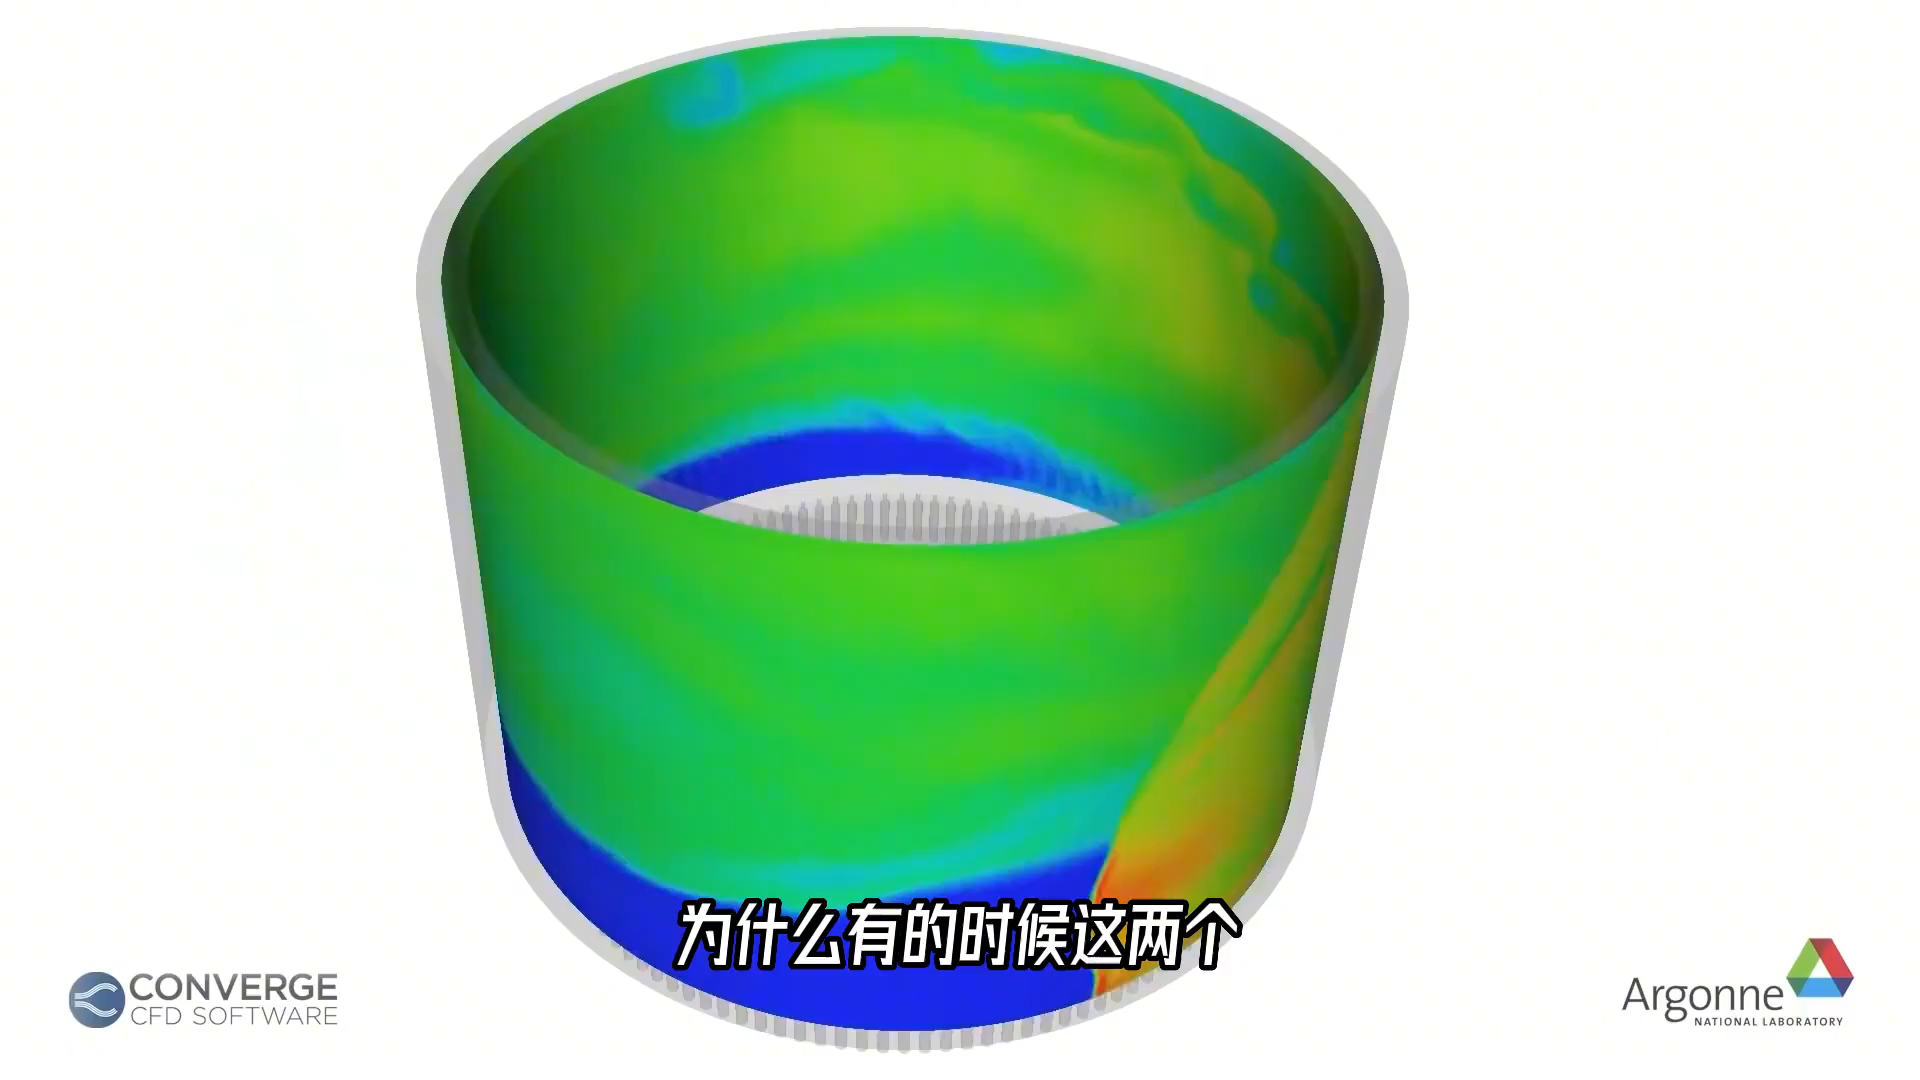 为什么有的时候这两个
CONVERGE
CFD SOFTWARE
Argonne
NATIONAL LABORATORY